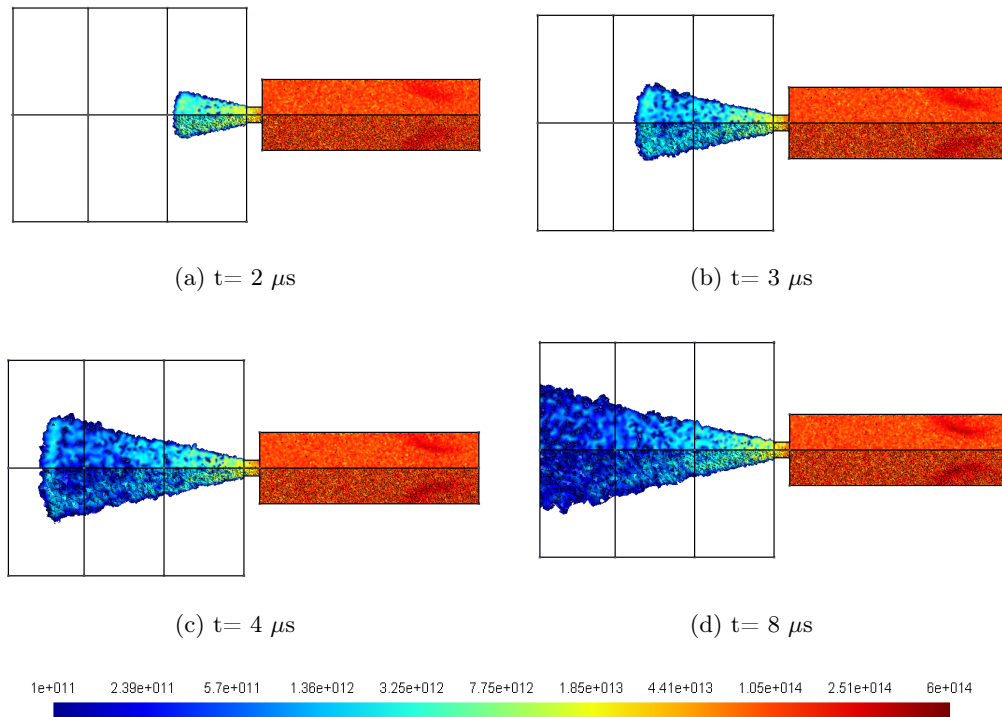 (a) t= 2 μs
(b) t= 3 μs
(c) t= 4 μs
(d) t= 8 μs
1e+011 2.39e+011 5.7e+011 1.36e+012 3.25e+012 7.75e+012 1.85e+013 4.41e+013 1.05e+014 2.51e+014 6e+014